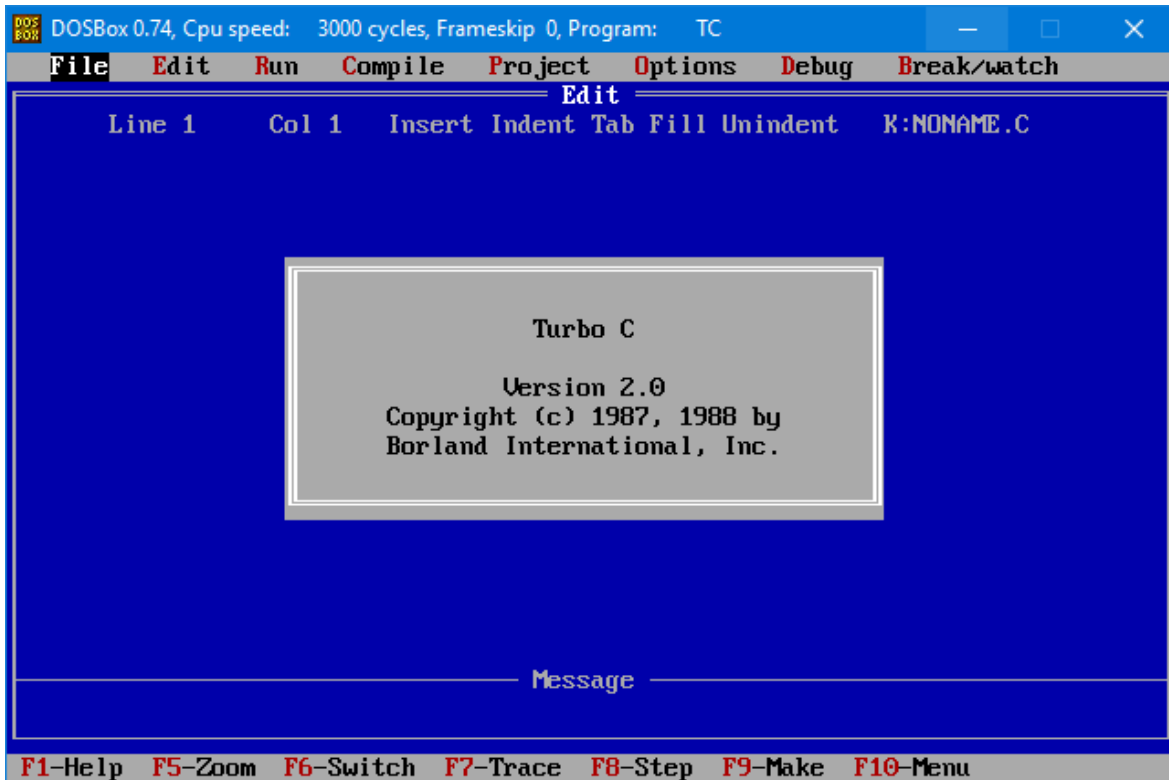 DOSBox 0.74, Cpu speed: 3000 cycles, Frameskip 0, Program: TC
File Edit Run Compile Project Options Debug Break/watch
Edit
Line 1 Col 1 Insert Indent Tab Fill Unindent K:NONAME.C
Turbo C
Version 2.0
Copyright (c) 1987, 1988 by
Borland International, Inc.
Message
F1-Help F5-Zoom F6-Switch F7-Trace F8-Step F9-Make F10-Menu